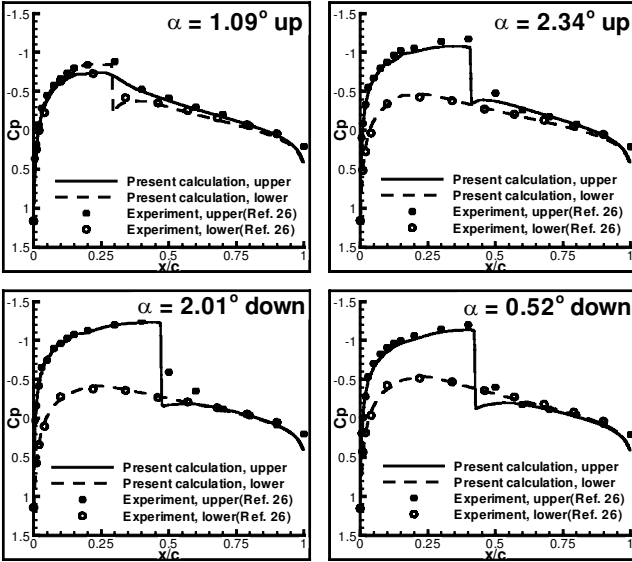 α = 1.09° up
-1.5
-1
-0.5
0
0.5
1
1.5
Cp
Present calculation, upper
Present calculation, lower
Experiment, upper(Ref. 26)
Experiment, lower(Ref. 26)
0 0.25 0.5 0.75 1
x/c
α = 2.34° up
-1.5
-1
-0.5
0
0.5
1
1.5
Cp
Present calculation, upper
Present calculation, lower
Experiment, upper(Ref. 26)
Experiment, lower(Ref. 26)
0 0.25 0.5 0.75 1
x/c
α = 2.01° down
-1.5
-1
-0.5
0
0.5
1
1.5
Cp
Present calculation, upper
Present calculation, lower
Experiment, upper(Ref. 26)
Experiment, lower(Ref. 26)
0 0.25 0.5 0.75 1
x/c
α = 0.52° down
-1.5
-1
-0.5
0
0.5
1
1.5
Cp
Present calculation, upper
Present calculation, lower
Experiment, upper(Ref. 26)
Experiment, lower(Ref. 26)
0 0.25 0.5 0.75 1
x/c